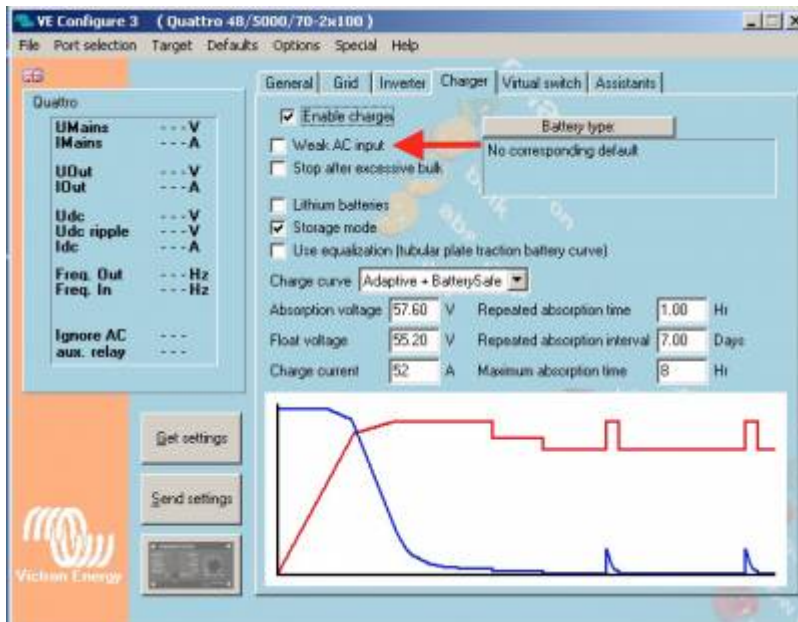 VE Configure 3 ( Quattro 48/5000/70-2x100 )
File Port selection Target Defaults Options Special Help
General Grid Inverter Charger Virtual switch Assistants
Quattro
UMains ---V
IMains ---A
UOut ---V
IOut ---A
Udc ---V
Udc ripple ---V
Idc ---A
Freq. Out ---Hz
Freq. In ---Hz
Ignore AC ---
aux. relay ---
Get settings
Send settings
Victron Energy
Enable charger
Weak AC input
Stop after excessive bulk
Battery type:
No corresponding default
Lithium batteries
Storage mode
Use equalization (tubular plate traction battery curve)
Charge curve Adaptive + BatterySafe
Absorption voltage 57.60 V Repeated absorption time 1.00 Hr
Float voltage 55.20 V Repeated absorption interval 7.00 Days
Charge current 52 A Maximum absorption time 8 Hr